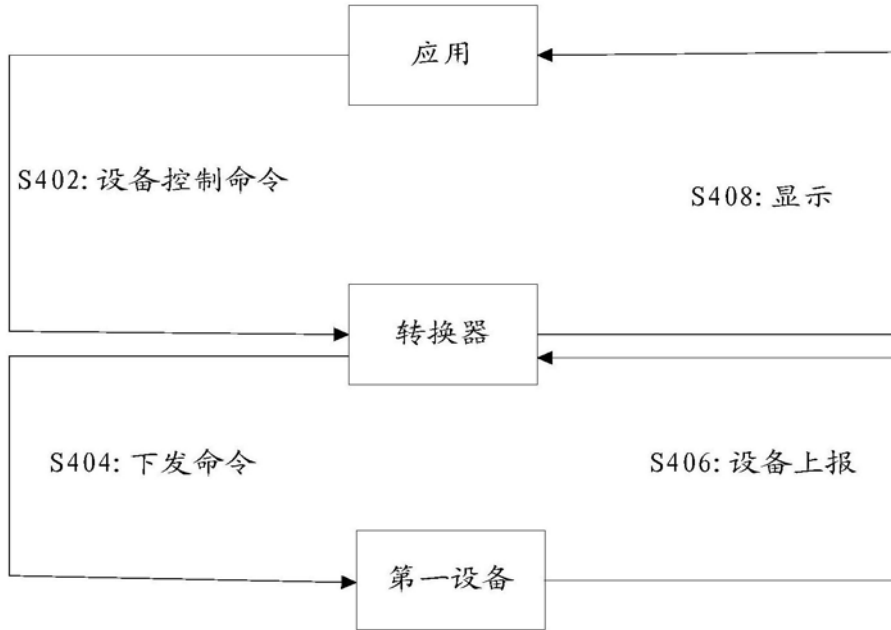 应用
S402: 设备控制命令
S408: 显示
转换器
S404: 下发命令
S406: 设备上报
第一设备